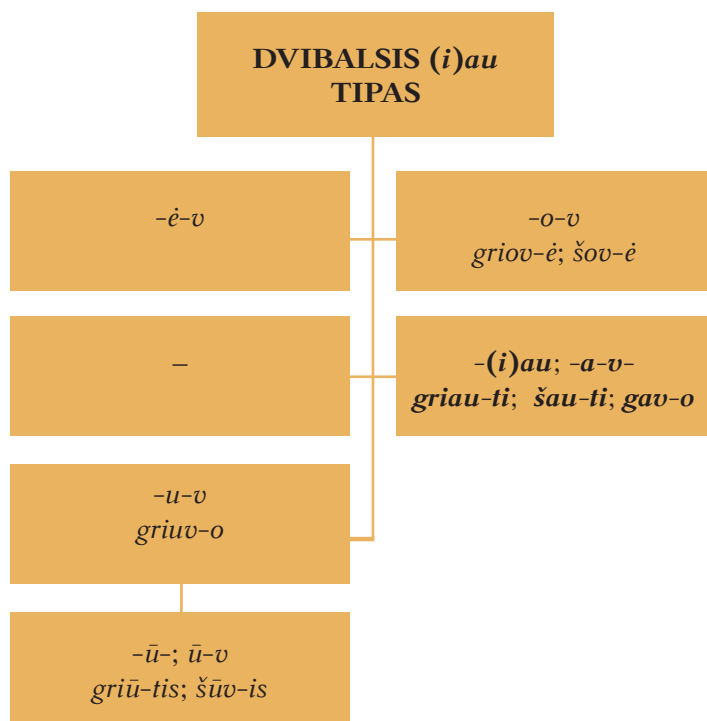 DVIBALSIS (i)au
TIPAS
-ė-v
-o-v
griov-ė; šov-ė
–
-(i)au; -a-v-
griau-ti; šau-ti; gav-o
-u-v
griuv-o
-ū-; ū-v
griū-tis; šūv-is